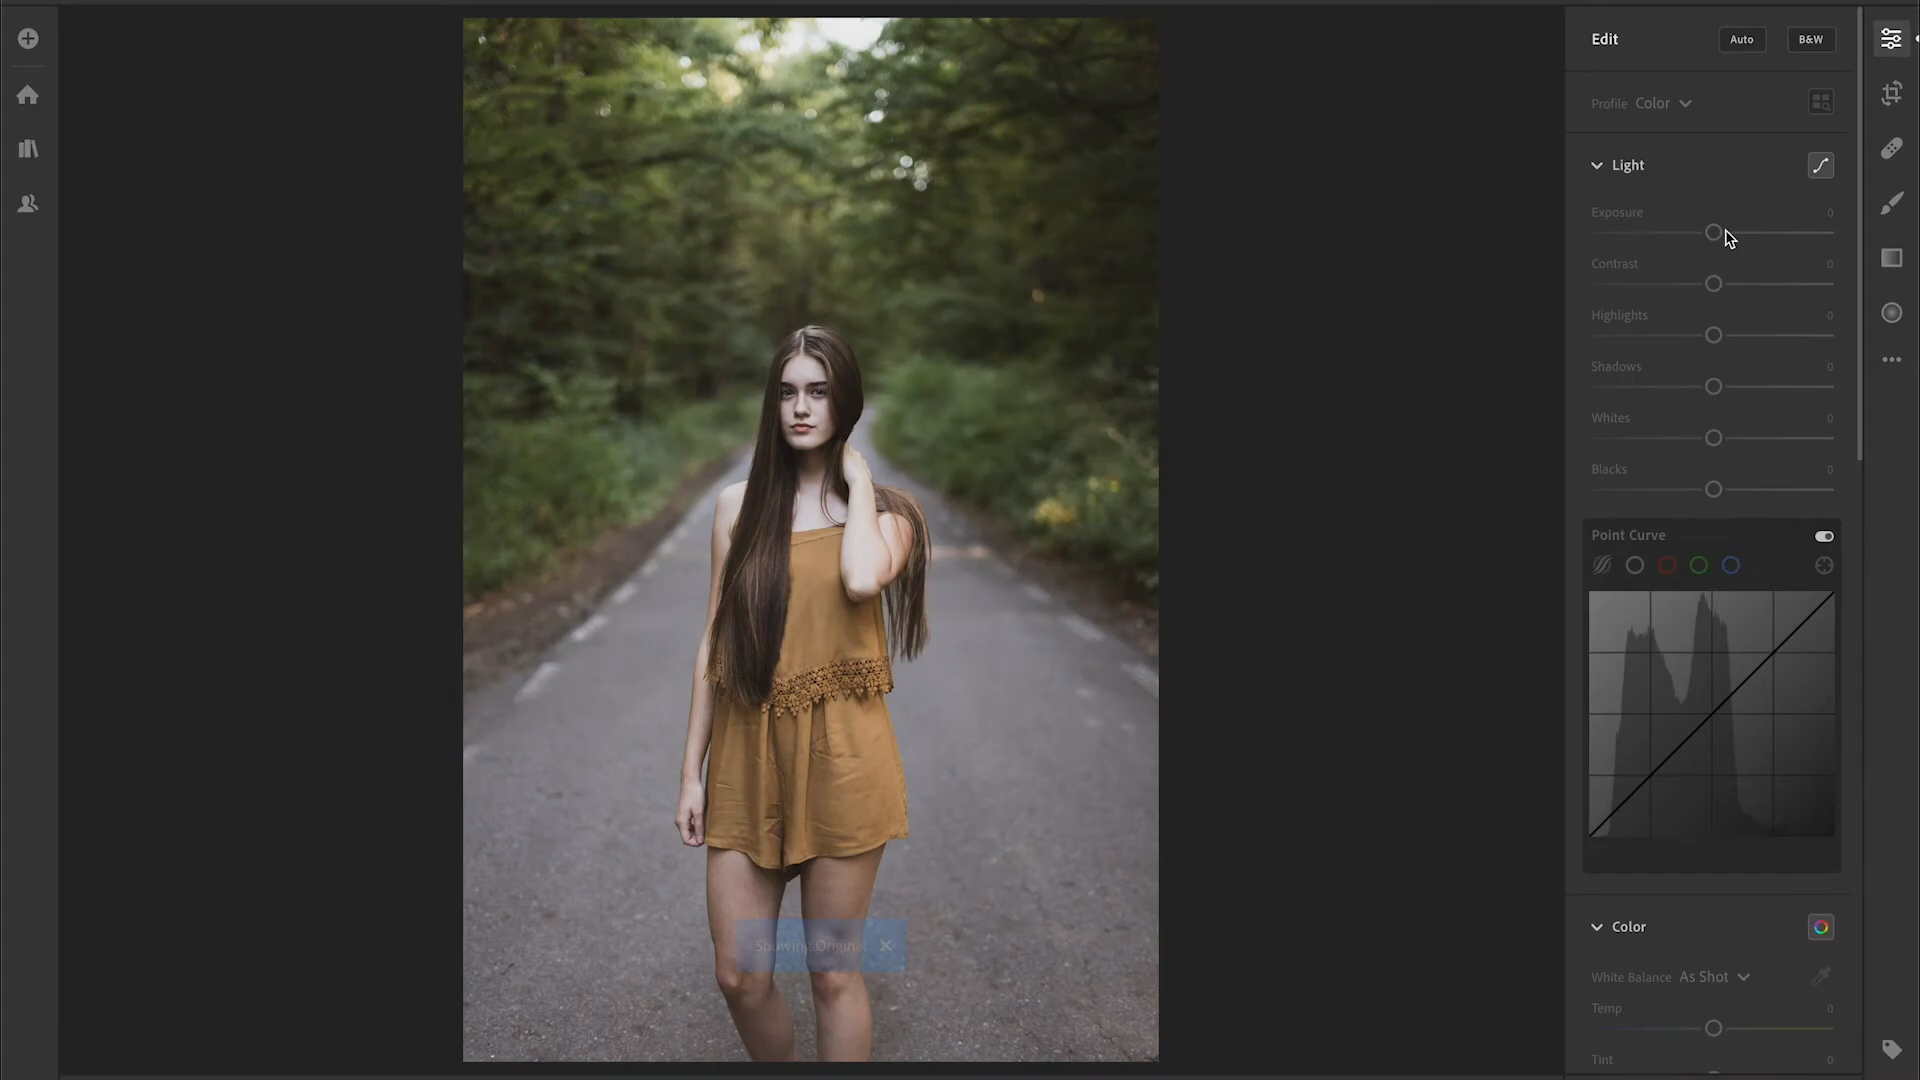 Edit
Auto
B&W
Profile Color
Light
Exposure 0
Contrast 0
Highlights 0
Shadows 0
Whites 0
Blacks 0
Point Curve
Showing Original
Color
White Balance As Shot
Temp 0
Tint 0